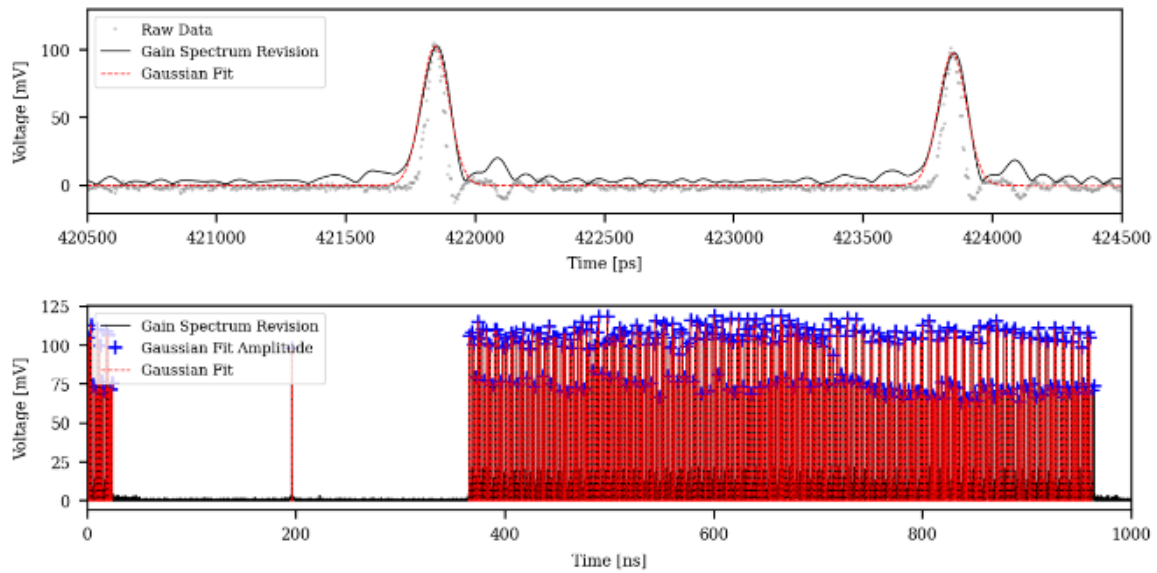 Raw Data
Gain Spectrum Revision
Gaussian Fit
Voltage [mV]
100
50
0
420500 421000 421500 422000 422500 423000 423500 424000 424500
Time [ps]
Gain Spectrum Revision
Gaussian Fit Amplitude
Gaussian Fit
Voltage [mV]
125
100
75
50
25
0
0 200 400 600 800 1000
Time [ns]